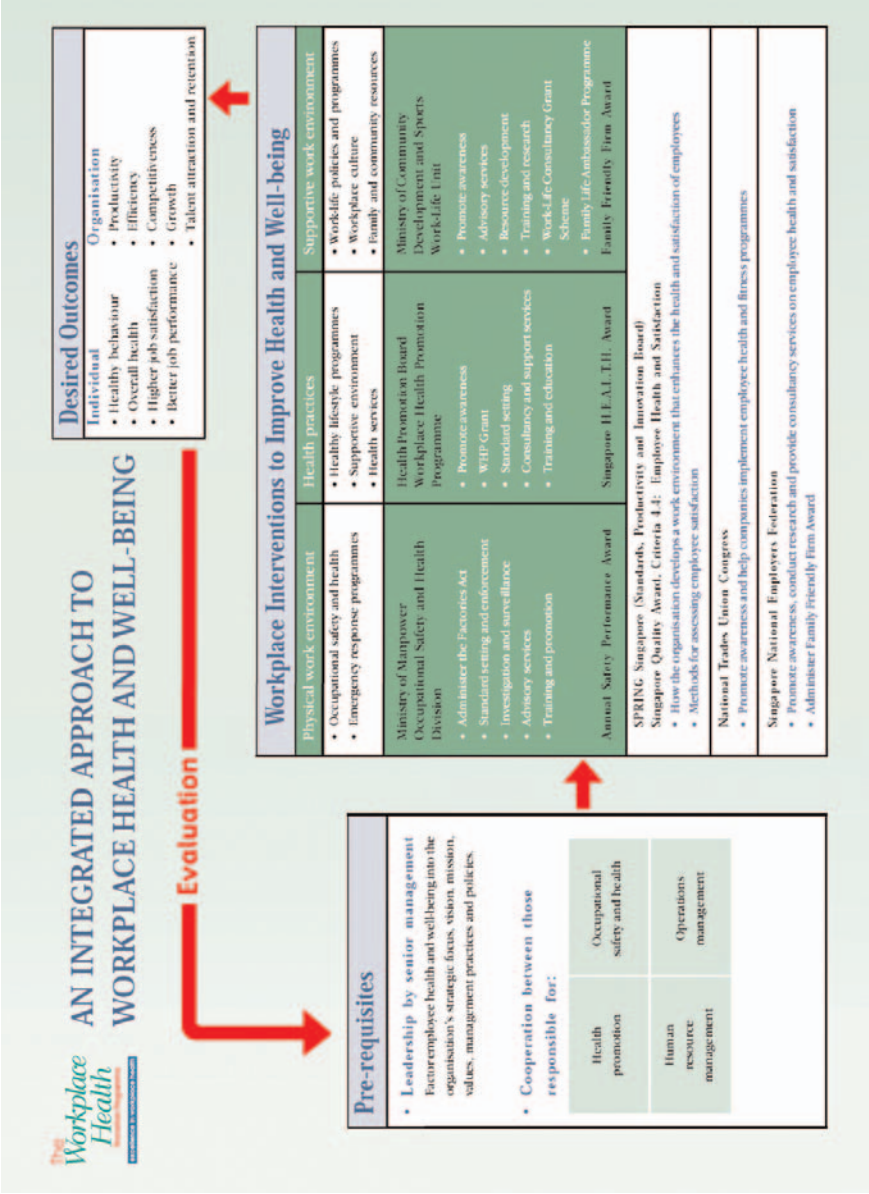 The
Workplace
Health
Promotion Programme
excellence in workplace health
AN INTEGRATED APPROACH TO
WORKPLACE HEALTH AND WELL-BEING
Evaluation
Pre-requisites
• Leadership by senior management
Factor employee health and well-being into the
organisation's strategic focus, vision, mission,
values, management practices and policies.
• Cooperation between those
responsible for:
Health
promotion
Occupational
safety and health
Human
resource
management
Operations
management
Workplace Interventions to Improve Health and Well-being
Physical work environment
• Occupational safety and health
• Emergency response programmes
Ministry of Manpower
Occupational Safety and Health
Division
• Administer the Factories Act
• Standard setting and enforcement
• Investigation and surveillance
• Advisory services
• Training and promotion
Annual Safety Performance Award
Health practices
• Healthy lifestyle programmes
• Supportive environment
• Health services
Health Promotion Board
Workplace Health Promotion
Programme
• Promote awareness
• WHP Grant
• Standard setting
• Consultancy and support services
• Training and education
Singapore H.E.A.L.T.H. Award
Supportive work environment
• Work-life policies and programmes
• Workplace culture
• Family and community resources
Ministry of Community
Development and Sports
Work-Life Unit
• Promote awareness
• Advisory services
• Resource development
• Training and research
• Work-Life Consultancy Grant
Scheme
• Family Life Ambassador Programme
Family Friendly Firm Award
SPRING Singapore (Standards, Productivity and Innovation Board)
Singapore Quality Award, Criteria 4.4: Employee Health and Satisfaction
• How the organisation develops a work environment that enhances the health and satisfaction of employees
• Methods for assessing employee satisfaction
National Trades Union Congress
• Promote awareness and help companies implement employee health and fitness programmes
Singapore National Employers Federation
• Promote awareness, conduct research and provide consultancy services on employee health and satisfaction
• Administer Family Friendly Firm Award
Desired Outcomes
Individual
• Healthy behaviour
• Overall health
• Higher job satisfaction
• Better job performance
Organisation
• Productivity
• Efficiency
• Competitiveness
• Growth
• Talent attraction and retention